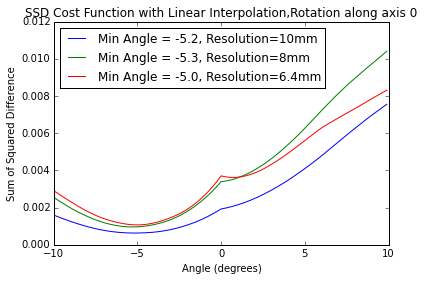 SSD Cost Function with Linear Interpolation,Rotation along axis 0
0.012
0.010
0.008
0.006
0.004
0.002
0.000
Sum of Squared Difference
Min Angle = -5.2, Resolution=10mm
Min Angle = -5.3, Resolution=8mm
Min Angle = -5.0, Resolution=6.4mm
−10
−5
0
5
10
Angle (degrees)